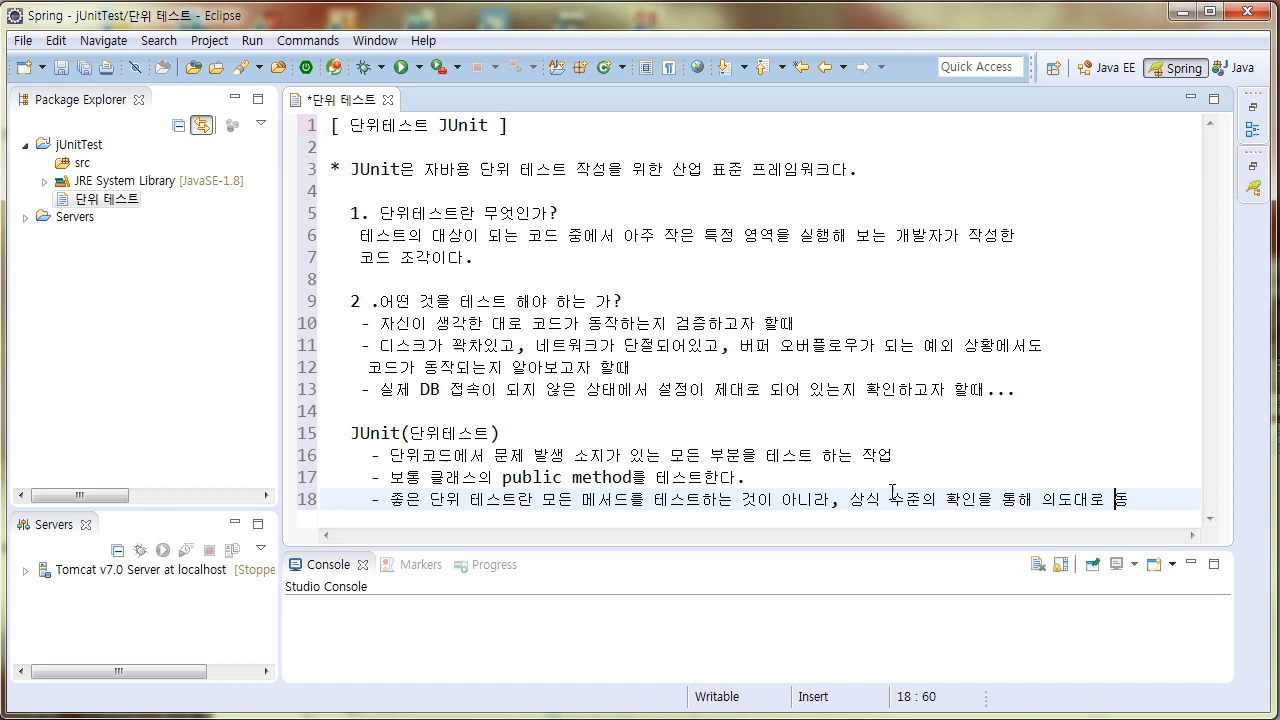 Spring - jUnitTest/단위 테스트 - Eclipse
File Edit Navigate Search Project Run Commands Window Help
Quick Access Java EE Spring Java
Package Explorer
jUnitTest
src
JRE System Library [JavaSE-1.8]
단위 테스트
Servers
*단위 테스트
1 [ 단위테스트 JUnit ]
2
3 * JUnit은 자바용 단위 테스트 작성을 위한 산업 표준 프레임워크다.
4
5 1. 단위테스트란 무엇인가?
6 테스트의 대상이 되는 코드 중에서 아주 작은 특정 영역을 실행해 보는 개발자가 작성한
7 코드 조각이다.
8
9 2 .어떤 것을 테스트 해야 하는 가?
10 - 자신이 생각한 대로 코드가 동작하는지 검증하고자 할때
11 - 디스크가 꽉차있고, 네트워크가 단절되어있고, 버퍼 오버플로우가 되는 예외 상황에서도
12 코드가 동작되는지 알아보고자 할때
13 - 실제 DB 접속이 되지 않은 상태에서 설정이 제대로 되어 있는지 확인하고자 할때...
14
15 JUnit(단위테스트)
16 - 단위코드에서 문제 발생 소지가 있는 모든 부분을 테스트 하는 작업
17 - 보통 클래스의 public method를 테스트한다.
18 - 좋은 단위 테스트란 모든 메서드를 테스트하는 것이 아니라, 상식 수준의 확인을 통해 의도대로 동
Servers
Tomcat v7.0 Server at localhost [Stoppe
Console Markers Progress
Studio Console
Writable Insert 18 : 60